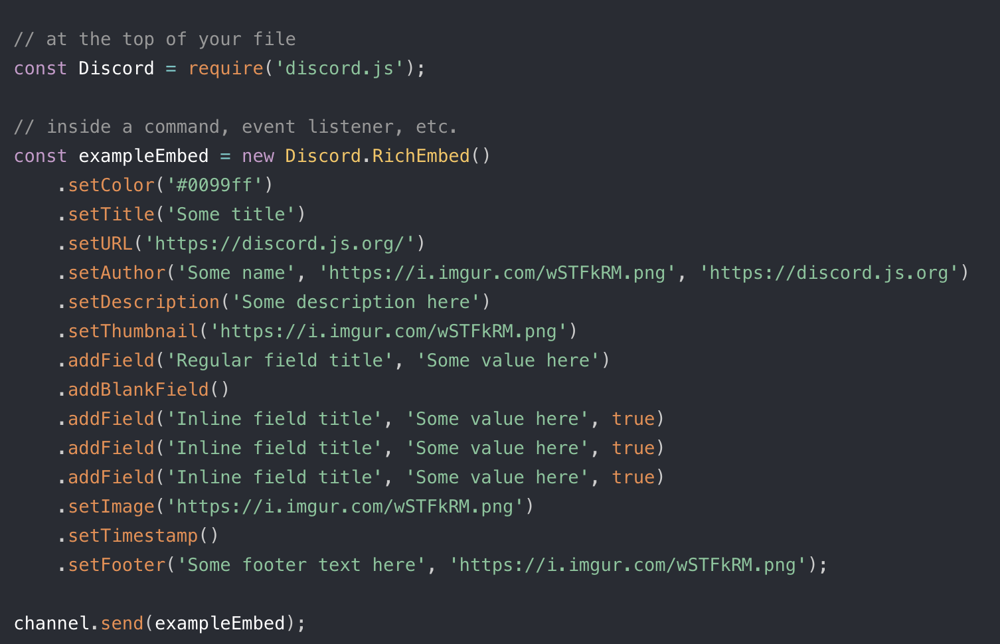 // at the top of your file
const Discord = require('discord.js');

// inside a command, event listener, etc.
const exampleEmbed = new Discord.RichEmbed()
    .setColor('#0099ff')
    .setTitle('Some title')
    .setURL('https://discord.js.org/')
    .setAuthor('Some name', 'https://i.imgur.com/wSTFkRM.png', 'https://discord.js.org')
    .setDescription('Some description here')
    .setThumbnail('https://i.imgur.com/wSTFkRM.png')
    .addField('Regular field title', 'Some value here')
    .addBlankField()
    .addField('Inline field title', 'Some value here', true)
    .addField('Inline field title', 'Some value here', true)
    .addField('Inline field title', 'Some value here', true)
    .setImage('https://i.imgur.com/wSTFkRM.png')
    .setTimestamp()
    .setFooter('Some footer text here', 'https://i.imgur.com/wSTFkRM.png');

channel.send(exampleEmbed);